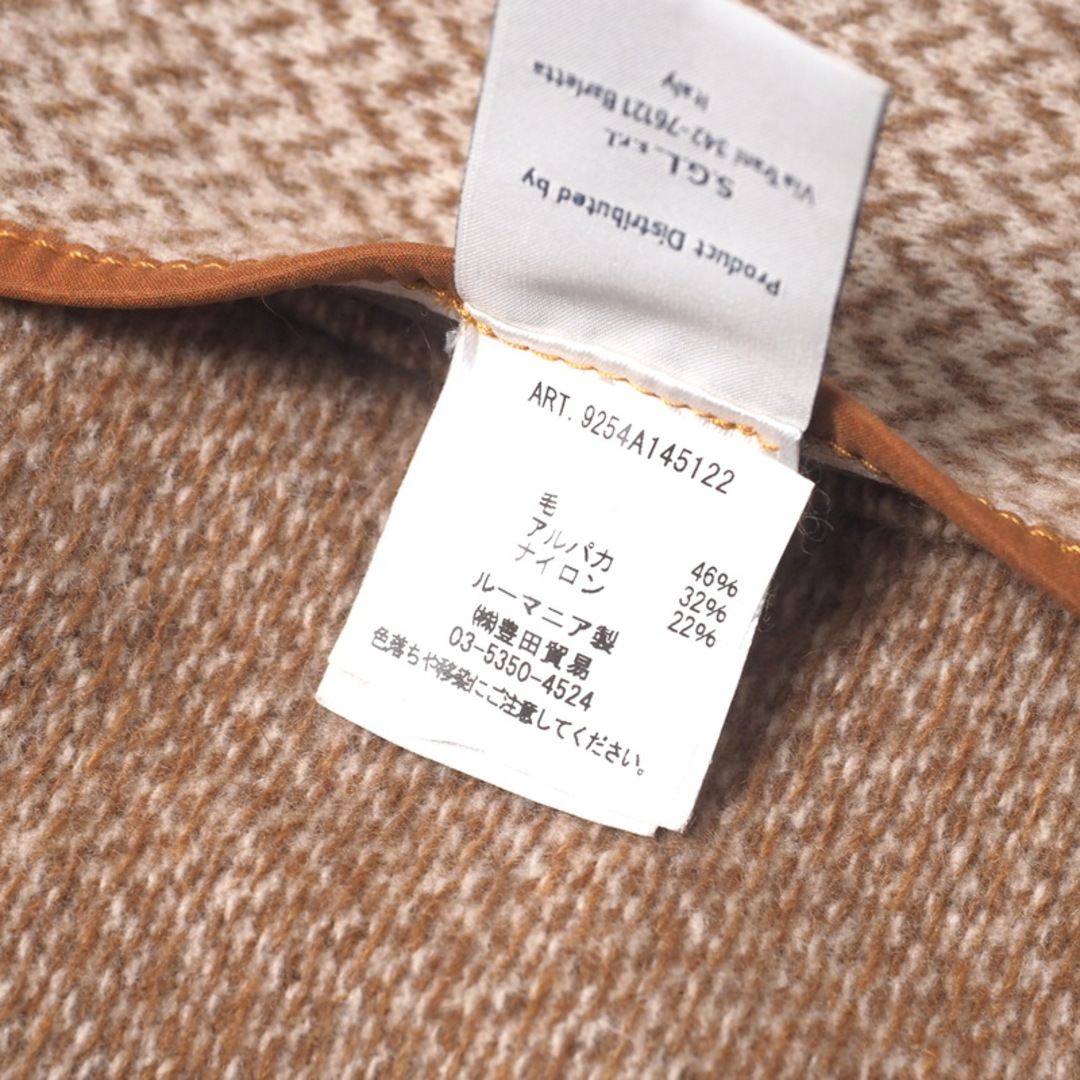 Product Distributed by
S.G.L. s.r.l.
Via Trani 342-76121 Barletta
Italy
ART. 9254A145122
毛 46%
アルパカ 32%
ナイロン 22%
ルーマニア製
㈱豊田貿易
03-5350-4524
色落ちや移染にご注意してください。